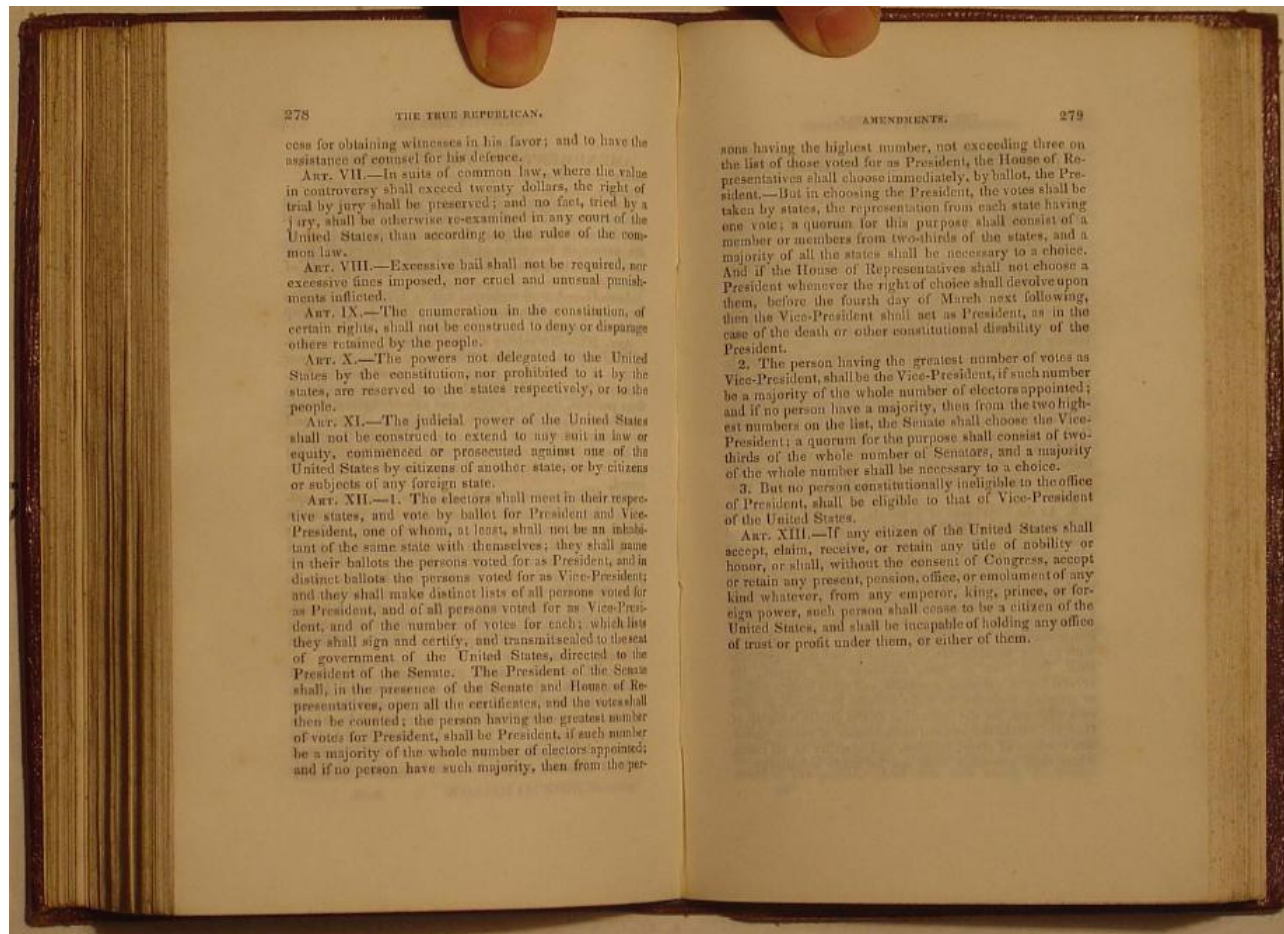 278 THE TRUE REPUBLICAN.
cess for obtaining witnesses in his favor; and to have the
assistance of counsel for his defence.
ART. VII.—In suits of common law, where the value
in controversy shall exceed twenty dollars, the right of
trial by jury shall be preserved; and no fact, tried by a
jury, shall be otherwise re-examined in any court of the
United States, than according to the rules of the com-
mon law.
ART. VIII.—Excessive bail shall not be required, nor
excessive fines imposed, nor cruel and unusual punish-
ments inflicted.
ART. IX.—The enumeration in the constitution, of
certain rights, shall not be construed to deny or disparage
others retained by the people.
ART. X.—The powers not delegated to the United
States by the constitution, nor prohibited to it by the
states, are reserved to the states respectively, or to the
people.
ART. XI.—The judicial power of the United States
shall not be construed to extend to any suit in law or
equity, commenced or prosecuted against one of the
United States by citizens of another state, or by citizens
or subjects of any foreign state.
ART. XII.—1. The electors shall meet in their respec-
tive states, and vote by ballot for President and Vice-
President, one of whom, at least, shall not be an inhabi-
tant of the same state with themselves; they shall name
in their ballots the persons voted for as President, and in
distinct ballots the persons voted for as Vice-President;
and they shall make distinct lists of all persons voted for
as President, and of all persons voted for as Vice-Presi-
dent, and of the number of votes for each; which lists
they shall sign and certify, and transmit sealed to the seat
of government of the United States, directed to the
President of the Senate. The President of the Senate
shall, in the presence of the Senate and House of Re-
presentatives, open all the certificates, and the votes shall
then be counted; the person having the greatest number
of votes for President, shall be President, if such number
be a majority of the whole number of electors appointed;
and if no person have such majority, then from the per-
AMENDMENTS. 279
sons having the highest number, not exceeding three on
the list of those voted for as President, the House of Re-
presentatives shall choose immediately, by ballot, the Pre-
sident.—But in choosing the President, the votes shall be
taken by states, the representation from each state having
one vote; a quorum for this purpose shall consist of a
member or members from two-thirds of the states, and a
majority of all the states shall be necessary to a choice.
And if the House of Representatives shall not choose a
President whenever the right of choice shall devolve upon
them, before the fourth day of March next following,
then the Vice-President shall act as President, as in the
case of the death or other constitutional disability of the
President.
2. The person having the greatest number of votes as
Vice-President, shall be the Vice-President, if such number
be a majority of the whole number of electors appointed;
and if no person have a majority, then from the two high-
est numbers on the list, the Senate shall choose the Vice-
President; a quorum for the purpose shall consist of two-
thirds of the whole number of Senators, and a majority
of the whole number shall be necessary to a choice.
3. But no person constitutionally ineligible to the office
of President, shall be eligible to that of Vice-President
of the United States.
ART. XIII.—If any citizen of the United States shall
accept, claim, receive, or retain any title of nobility or
honor, or shall, without the consent of Congress, accept
or retain any present, pension, office, or emolument of any
kind whatever, from any emperor, king, prince, or for-
eign power, such person shall cease to be a citizen of the
United States, and shall be incapable of holding any office
of trust or profit under them, or either of them.